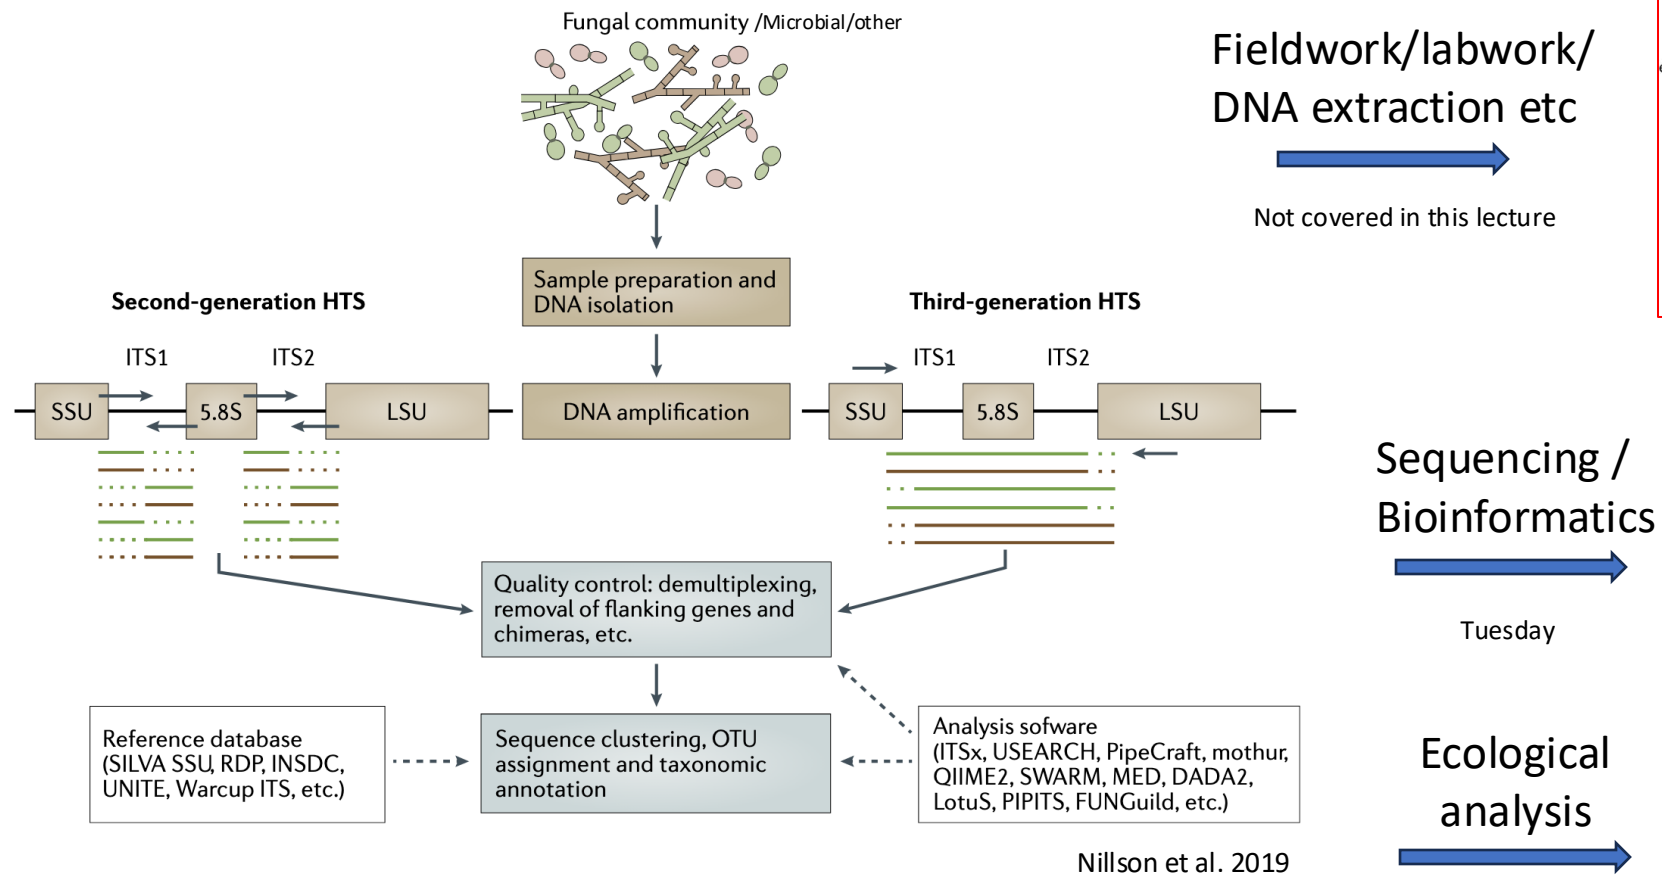 Fungal community /Microbial/other
Fieldwork/labwork/
DNA extraction etc
Not covered in this lecture
Sample preparation and
DNA isolation
Second-generation HTS
Third-generation HTS
ITS1
ITS2
ITS1
ITS2
SSU
5.8S
LSU
DNA amplification
SSU
5.8S
LSU
Sequencing /
Bioinformatics
Tuesday
Quality control: demultiplexing,
removal of flanking genes and
chimeras, etc.
Reference database
(SILVA SSU, RDP, INSDC,
UNITE, Warcup ITS, etc.)
Sequence clustering, OTU
assignment and taxonomic
annotation
Analysis sofware
(ITSx, USEARCH, PipeCraft, mothur,
QIIME2, SWARM, MED, DADA2,
LotuS, PIPITS, FUNGuild, etc.)
Ecological
analysis
Nillson et al. 2019